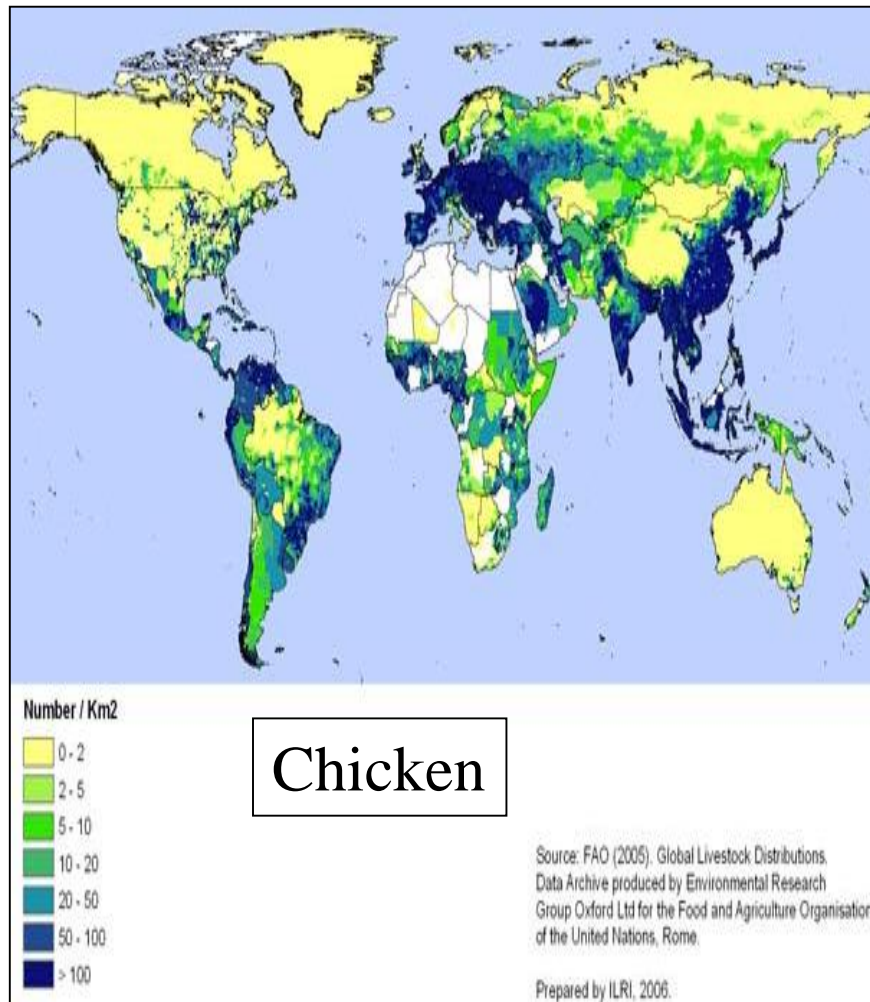 Number / Km2
0 - 2
2 - 5
5 - 10
10 - 20
20 - 50
50 - 100
> 100
Chicken
Source: FAO (2005). Global Livestock Distributions.
Data Archive produced by Environmental Research
Group Oxford Ltd for the Food and Agriculture Organisation
of the United Nations, Rome.
Prepared by ILRI, 2006.